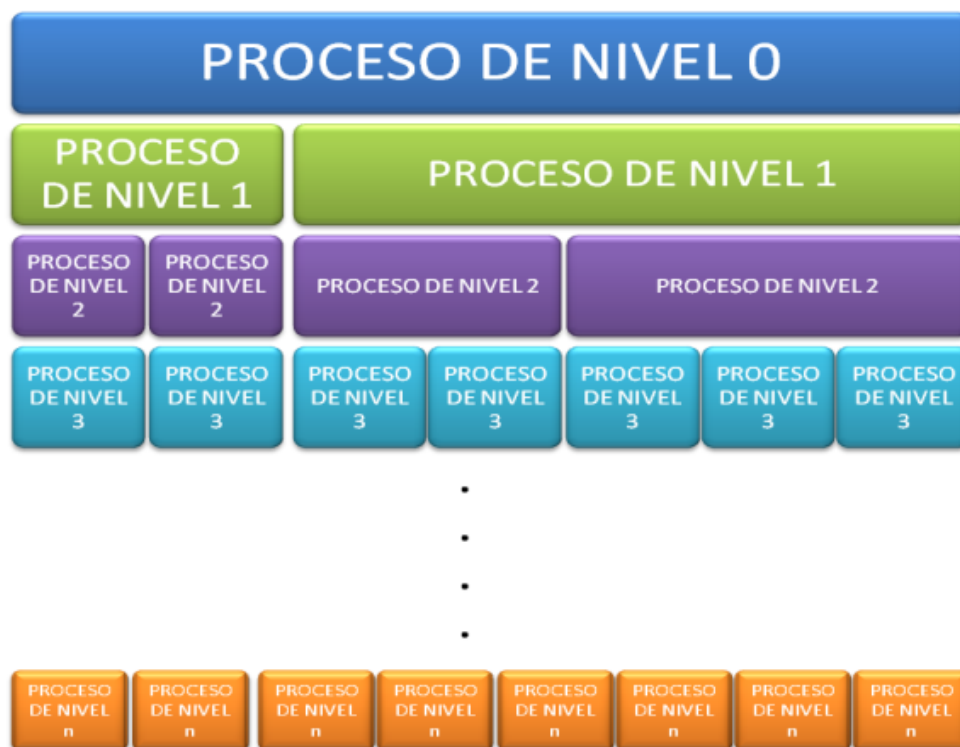 PROCESO DE NIVEL 0
PROCESO
DE NIVEL 1
PROCESO DE NIVEL 1
PROCESO
DE NIVEL
2
PROCESO
DE NIVEL
2
PROCESO DE NIVEL 2
PROCESO DE NIVEL 2
PROCESO
DE NIVEL
3
PROCESO
DE NIVEL
3
PROCESO
DE NIVEL
3
PROCESO
DE NIVEL
3
PROCESO
DE NIVEL
3
PROCESO
DE NIVEL
3
PROCESO
DE NIVEL
3
.
.
.
.
PROCESO
DE NIVEL
n
PROCESO
DE NIVEL
n
PROCESO
DE NIVEL
n
PROCESO
DE NIVEL
n
PROCESO
DE NIVEL
n
PROCESO
DE NIVEL
n
PROCESO
DE NIVEL
n
PROCESO
DE NIVEL
n